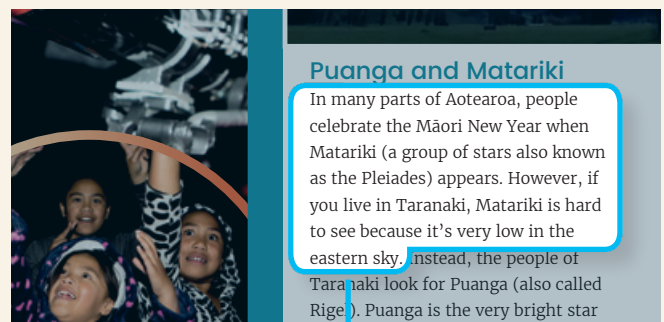 Puanga and Matariki
In many parts of Aotearoa, people
celebrate the Māori New Year when
Matariki (a group of stars also known
as the Pleiades) appears. However, if
you live in Taranaki, Matariki is hard
to see because it’s very low in the
eastern sky. Instead, the people of
Taranaki look for Puanga (also called
Rigel). Puanga is the very bright star